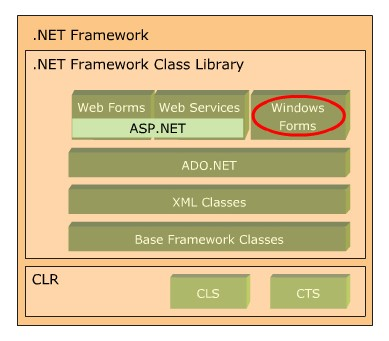 .NET Framework
.NET Framework Class Library
Web Forms
Web Services
Windows
Forms
ASP.NET
ADO.NET
XML Classes
Base Framework Classes
CLR
CLS
CTS